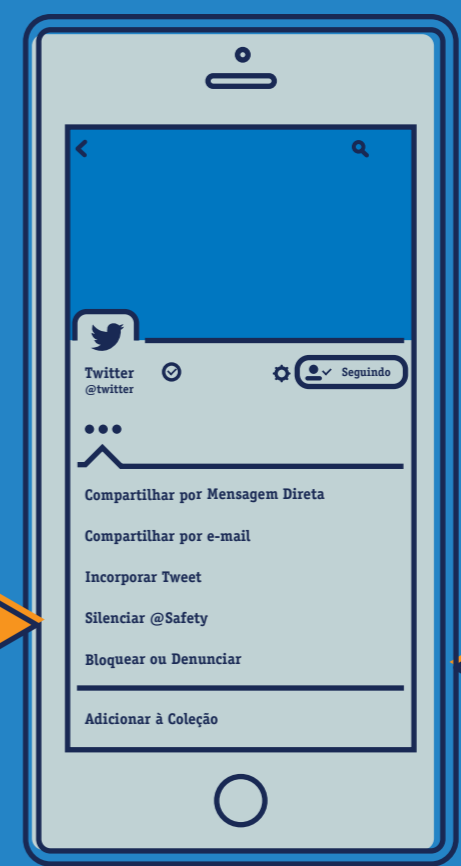 Twitter
@twitter
Seguindo
Compartilhar por Mensagem Direta
Compartilhar por e-mail
Incorporar Tweet
Silenciar @Safety
Bloquear ou Denunciar
Adicionar à Coleção